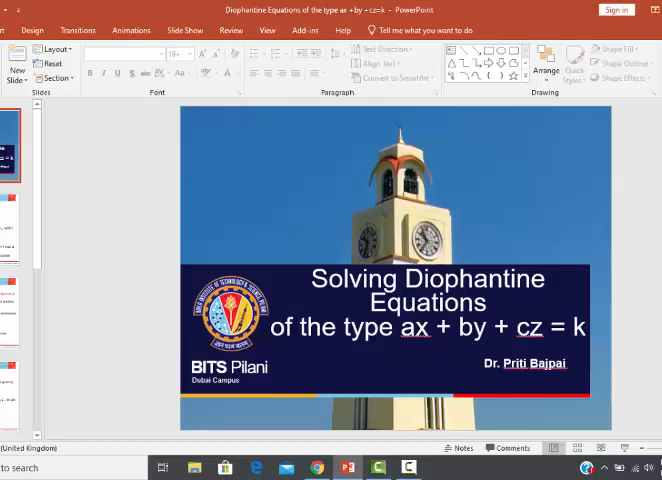 Diophantine Equations of the type ax +by +cz=k - PowerPoint
Sign in
Design Transitions Animations Slide Show Review View Add-ins Help Tell me what you want to do
New Slide
Layout
Reset
Section
19+
Text Direction
Align Text
Convert to SmartArt
Arrange
Quick Styles
Shape Fill
Shape Outline
Shape Effects
Slides Font Paragraph Drawing
Solving Diophantine
Equations
of the type ax + by + cz = k
Dr. Priti Bajpai
BITS Pilani
Dubai Campus
(United Kingdom)
Notes Comments
to search